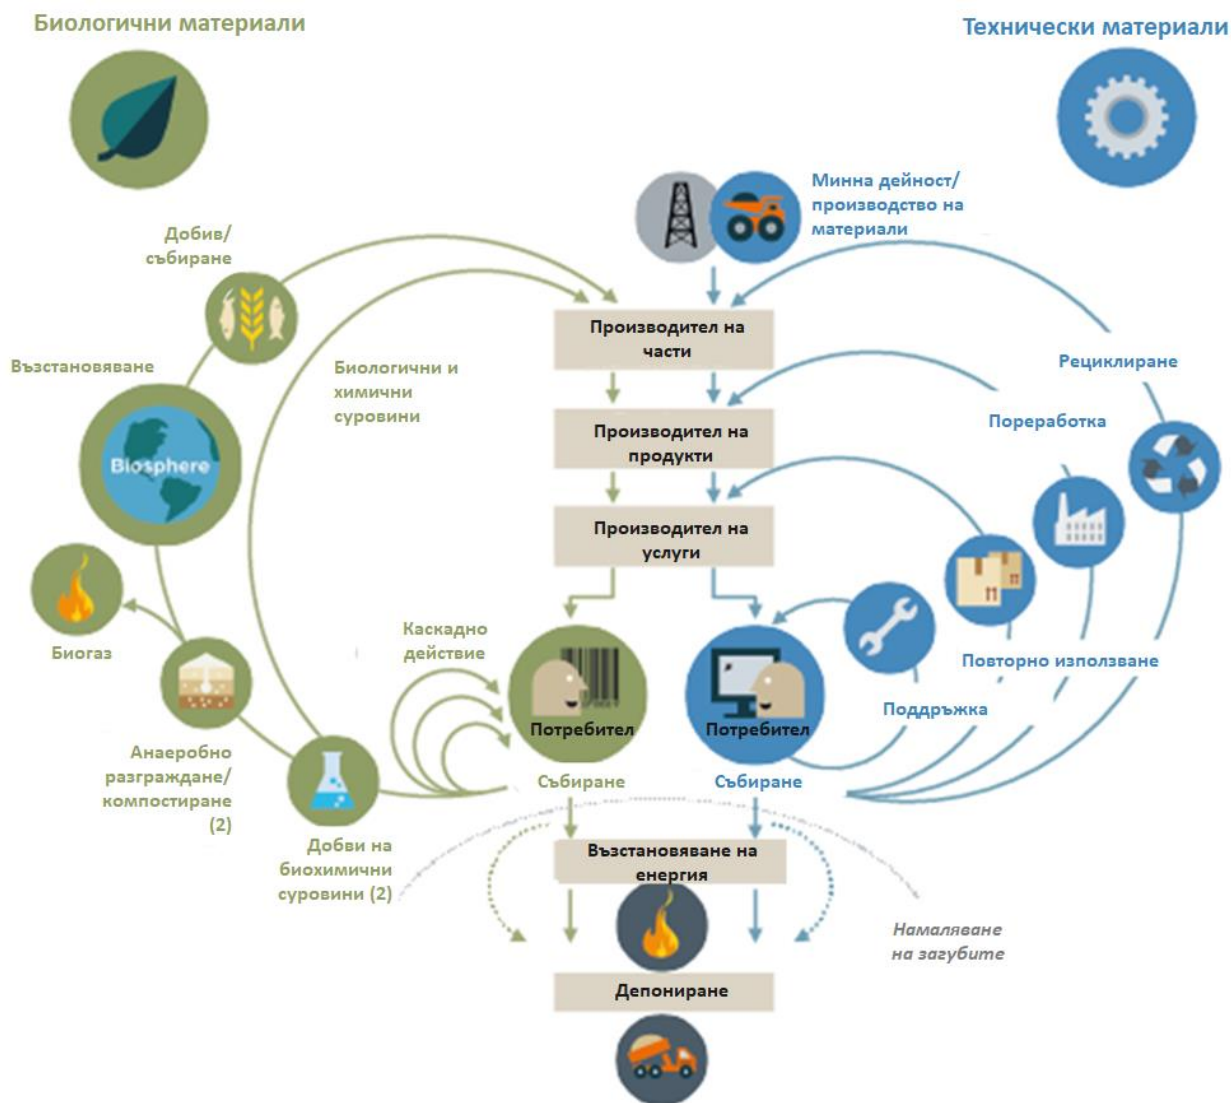 Биологични материали
Технически материали
Минна дейност/
производство на
материали
Добив/
събиране
Производител на
части
Възстановяване
Биологични и
химични
суровини
Рециклиране
Пореработка
Производител на
продукти
Biosphere
Производител на
услуги
Каскадно
действие
Биогаз
Повторно използване
Поддръжка
Потребител
Потребител
Анаеробно
разграждане/
компостиране
(2)
Събиране
Събиране
Добви на
биохимични
суровини (2)
Възстановяване на
енергия
Намаляване
на загубите
Депониране